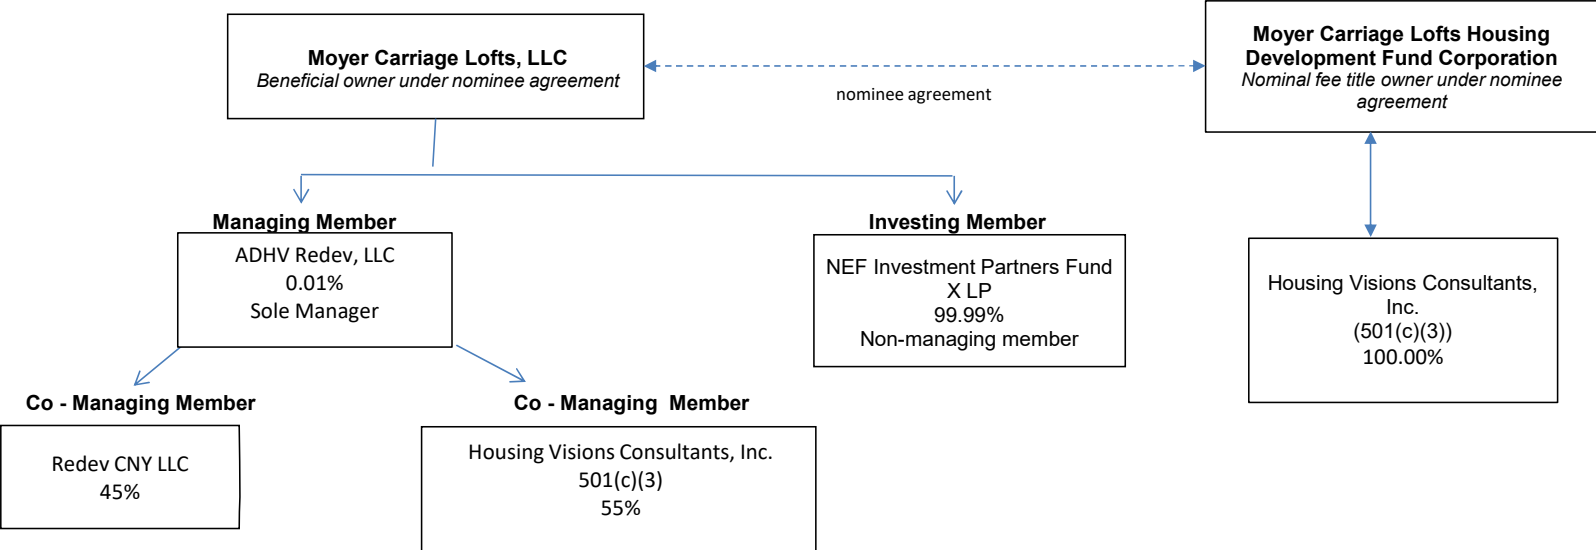 Moyer Carriage Lofts, LLC
Beneficial owner under nominee agreement
nominee agreement
Moyer Carriage Lofts Housing
Development Fund Corporation
Nominal fee title owner under nominee
agreement
Managing Member
ADHV Redev, LLC
0.01%
Sole Manager
Investing Member
NEF Investment Partners Fund
X LP
99.99%
Non-managing member
Housing Visions Consultants,
Inc.
(501(c)(3))
100.00%
Co - Managing Member
Redev CNY LLC
45%
Co - Managing  Member
Housing Visions Consultants, Inc.
501(c)(3)
55%